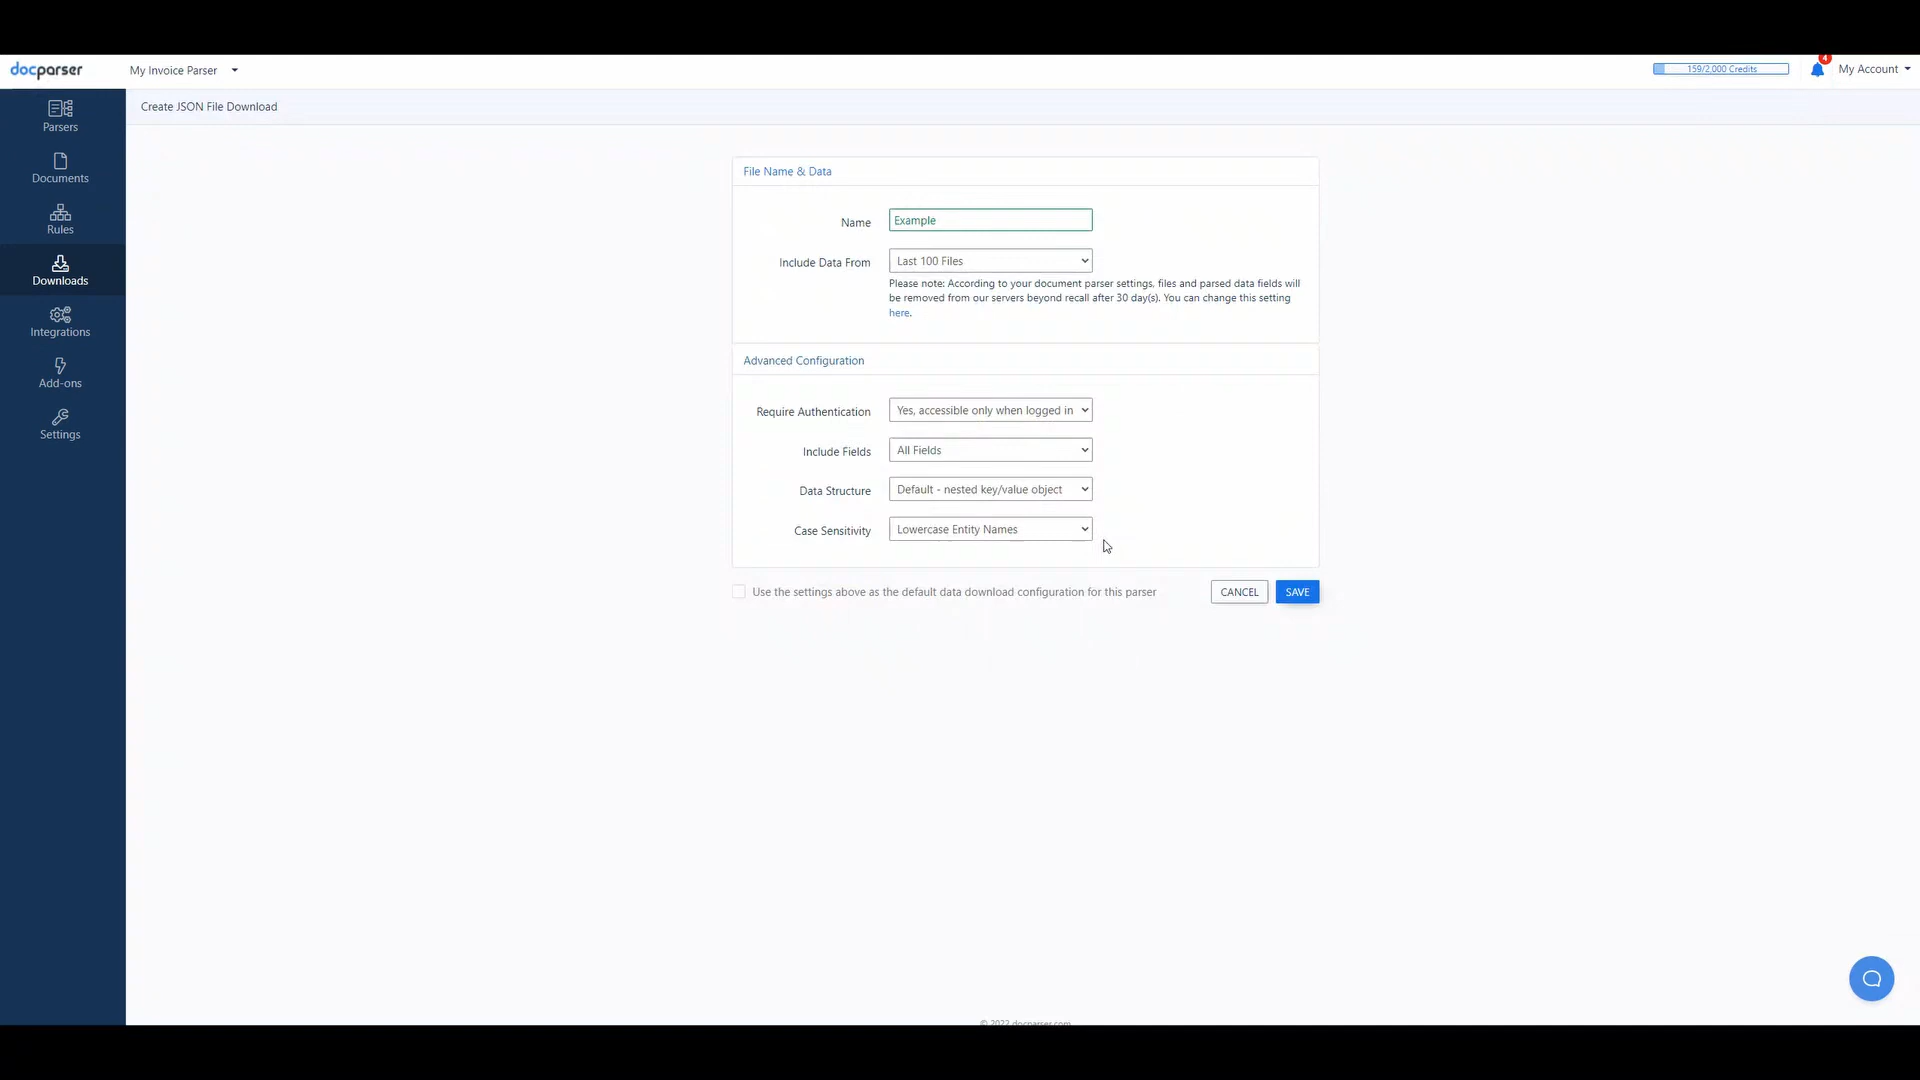 docparser
My Invoice Parser
159/2,000 Credits
4
My Account
Parsers
Documents
Rules
Downloads
Integrations
Add-ons
Settings
Create JSON File Download
File Name & Data
Name
Example
Include Data From
Last 100 Files
Please note: According to your document parser settings, files and parsed data fields will
be removed from our servers beyond recall after 30 day(s). You can change this setting
here.
Advanced Configuration
Require Authentication
Yes, accessible only when logged in
Include Fields
All Fields
Data Structure
Default - nested key/value object
Case Sensitivity
Lowercase Entity Names
Use the settings above as the default data download configuration for this parser
CANCEL
SAVE
© 2022 docparser.com